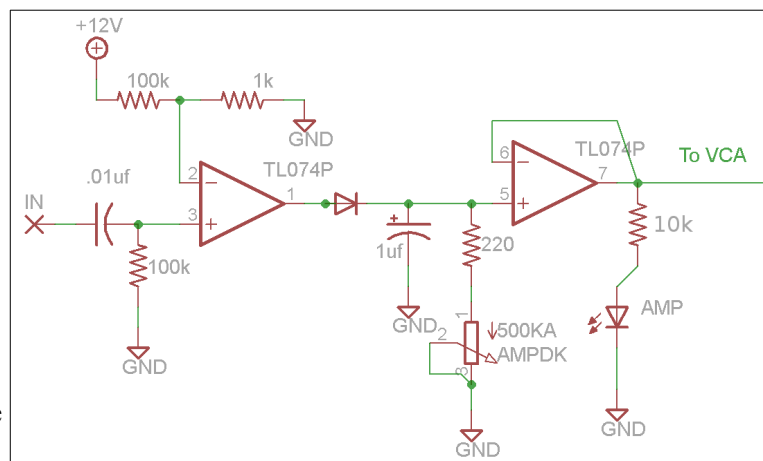 +12V
100k
1k
GND
TL074P
2
1
3
.01uf
IN
100k
GND
1uf
GND
220
1
500KA
2
AMPDK
3
GND
6
TL074P
7
5
To VCA
10k
AMP
GND
e